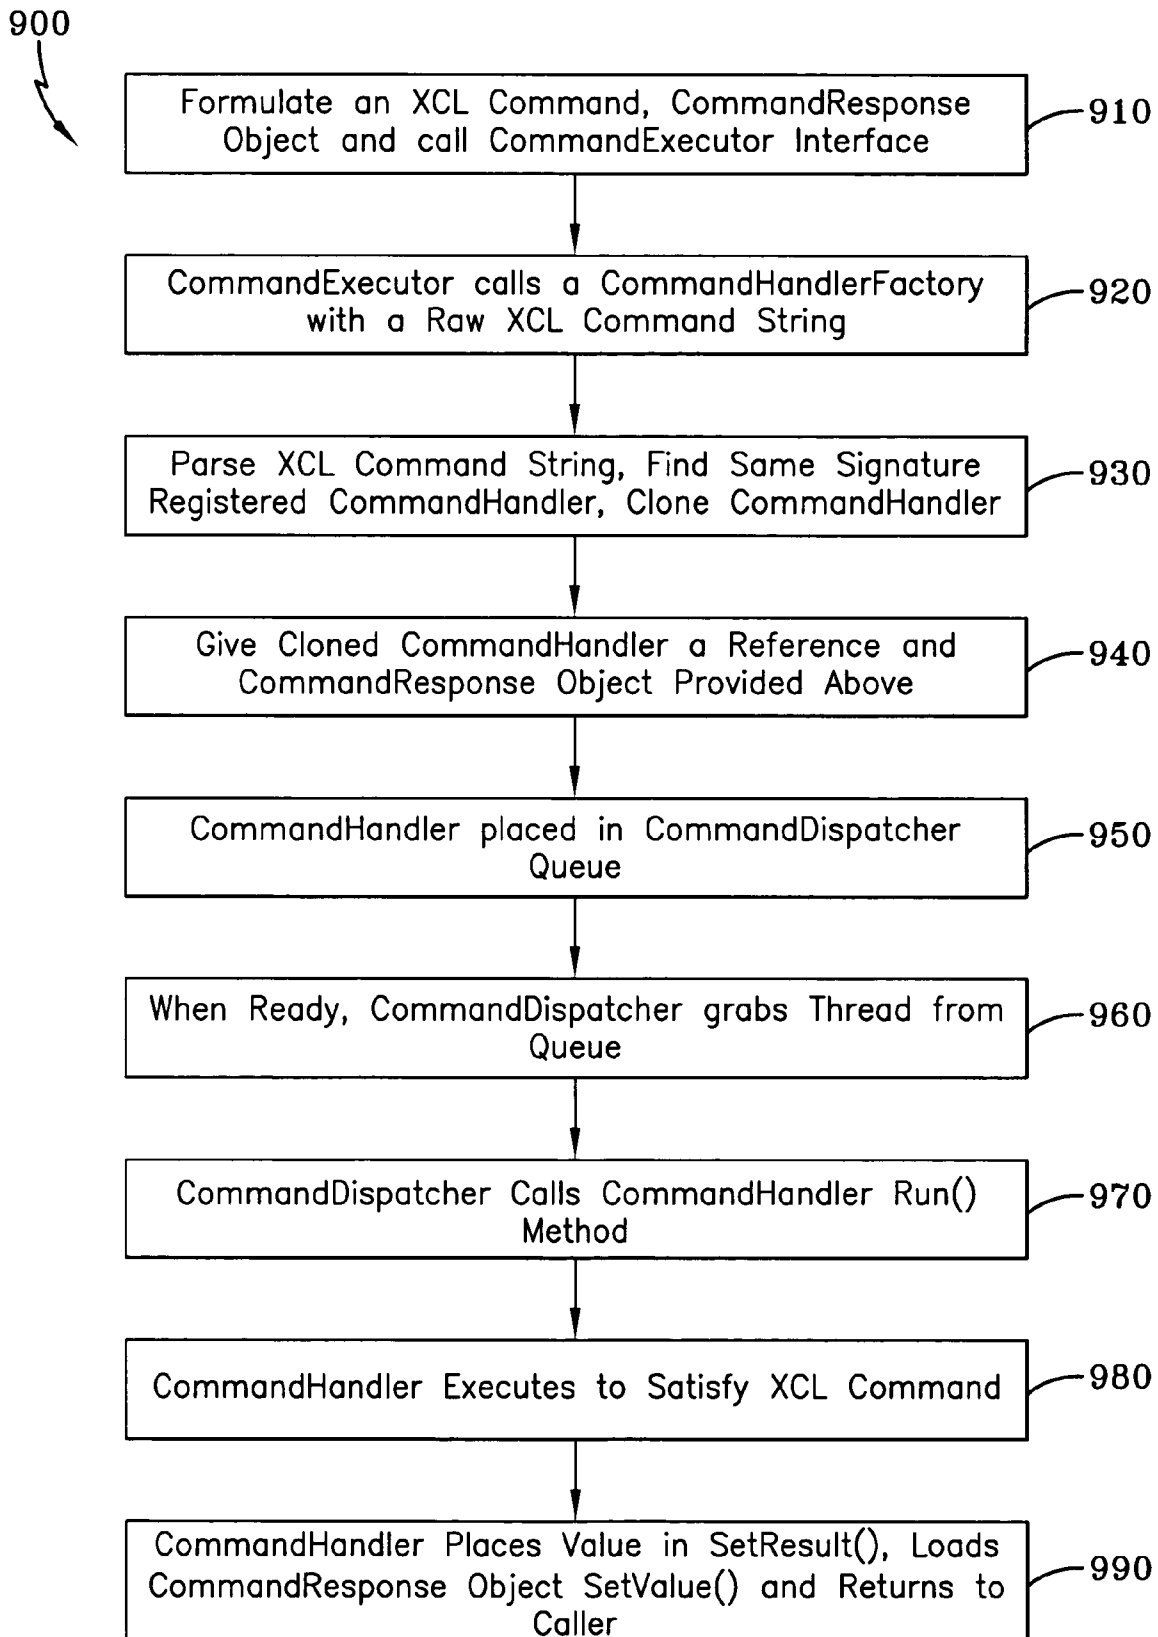 900
Formulate an XCL Command, CommandResponse
Object and call CommandExecutor Interface
910
CommandExecutor calls a CommandHandlerFactory
with a Raw XCL Command String
920
Parse XCL Command String, Find Same Signature
Registered CommandHandler, Clone CommandHandler
930
Give Cloned CommandHandler a Reference and
CommandResponse Object Provided Above
940
CommandHandler placed in CommandDispatcher
Queue
950
When Ready, CommandDispatcher grabs Thread from
Queue
960
CommandDispatcher Calls CommandHandler Run()
Method
970
CommandHandler Executes to Satisfy XCL Command
980
CommandHandler Places Value in SetResult(), Loads
CommandResponse Object SetValue() and Returns to
Caller
990